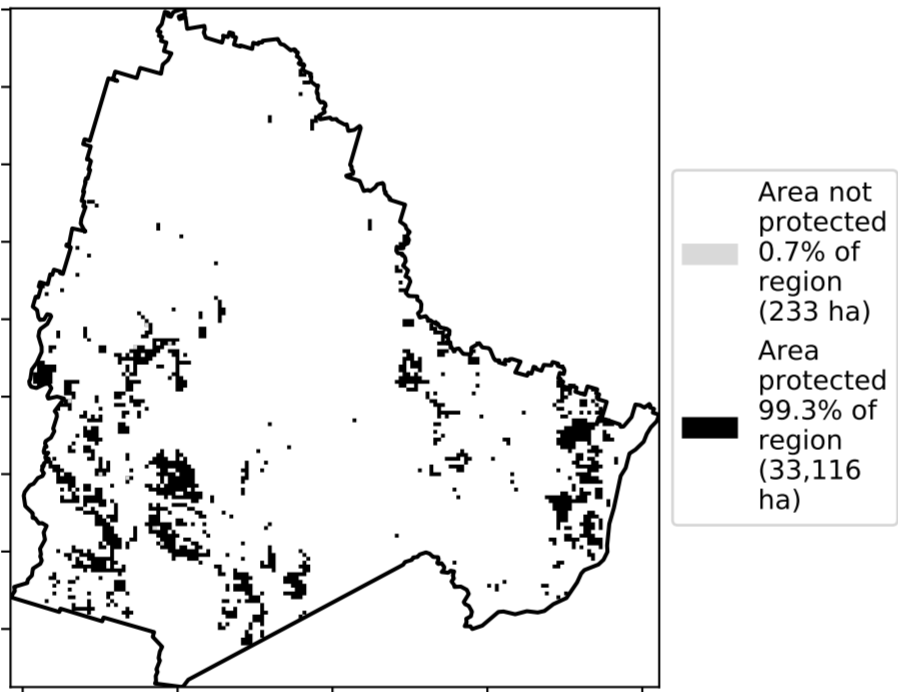 Area not
protected
0.7% of
region
(233 ha)
Area
protected
99.3% of
region
(33,116
ha)